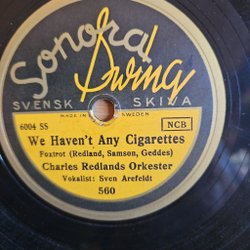 Sonora
Swing
SVENSK SKIVA
MADE IN SWEDEN
6004 SS
NCB
We Haven't Any Cigarettes
Foxtrot (Redland, Samson, Geddes)
Charles Redlands Orkester
Vokalist: Sven Arefeldt
560